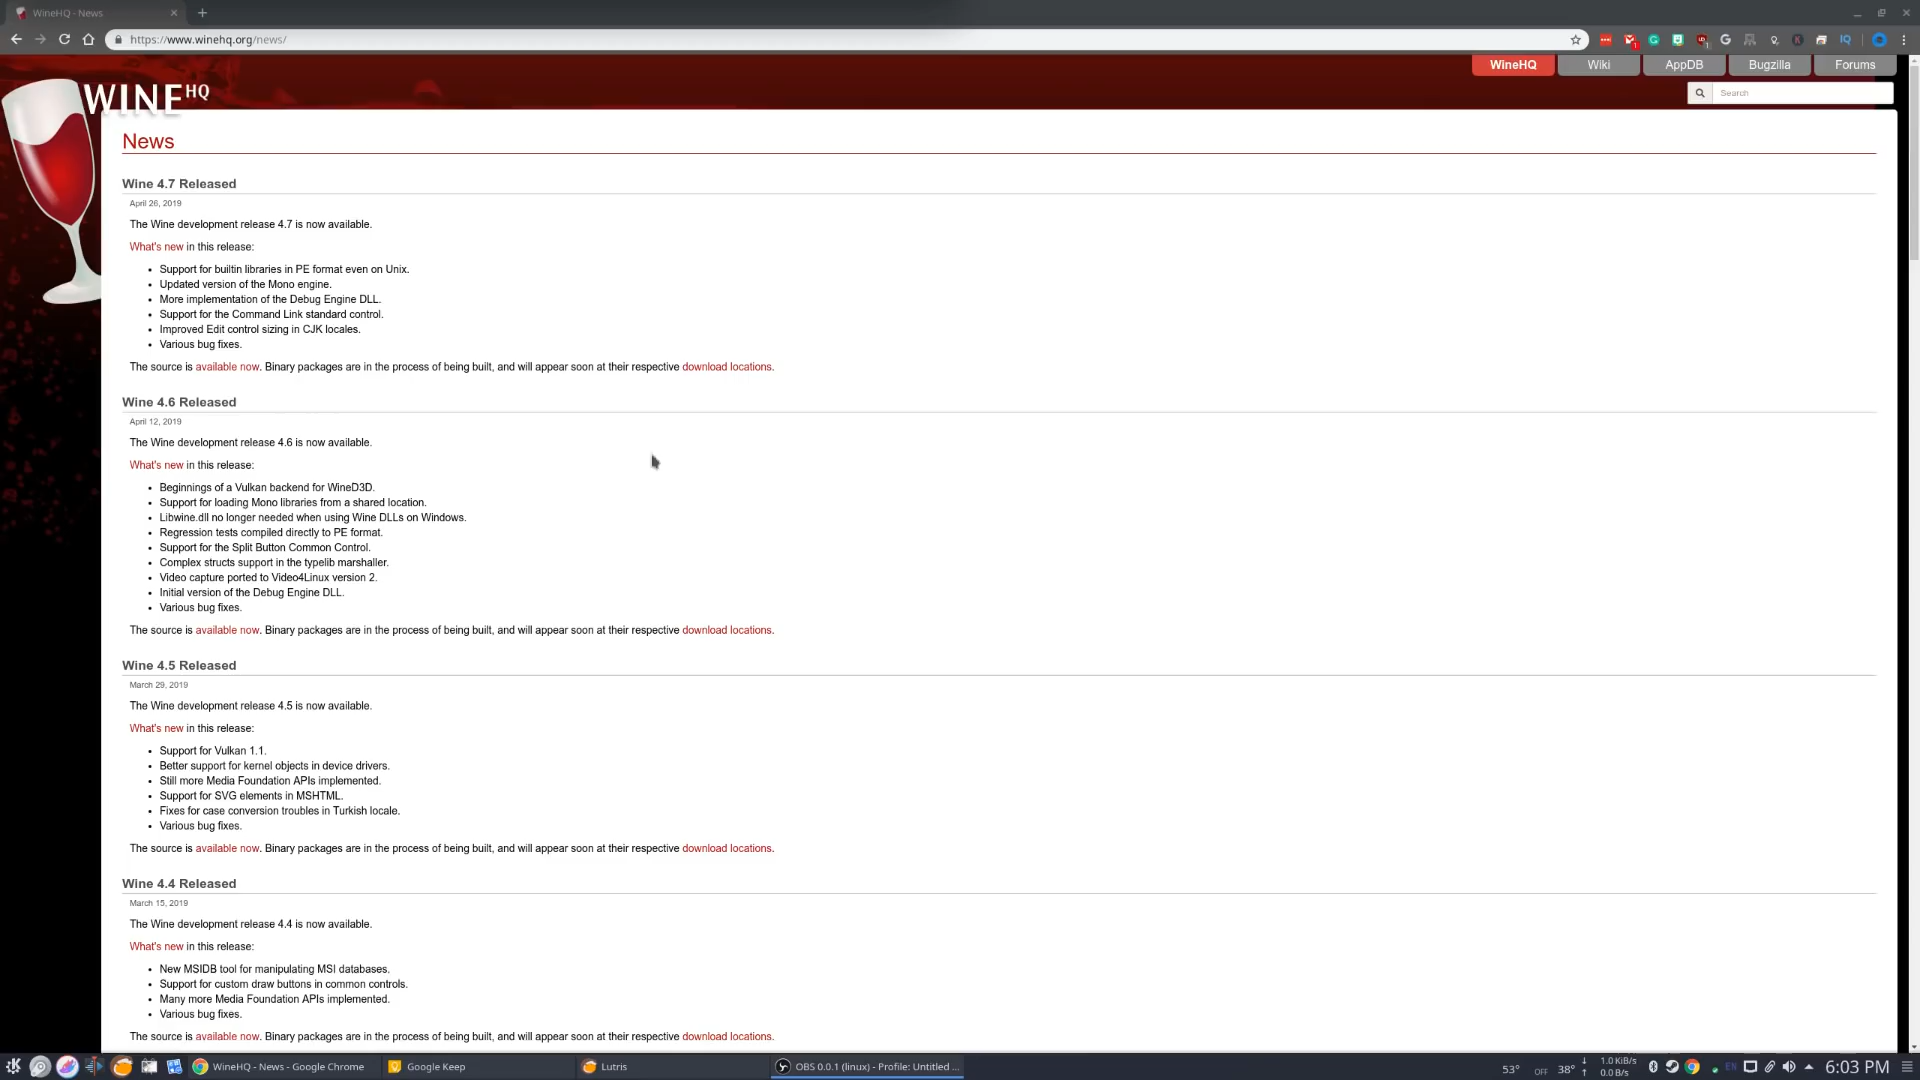 WineHQ - News
https://www.winehq.org/news/
WineHQ
Wiki
AppDB
Bugzilla
Forums
WINE HQ
Search
News
Wine 4.7 Released
April 26, 2019
The Wine development release 4.7 is now available.
What's new in this release:
• Support for builtin libraries in PE format even on Unix.
• Updated version of the Mono engine.
• More implementation of the Debug Engine DLL.
• Support for the Command Link standard control.
• Improved Edit control sizing in CJK locales.
• Various bug fixes.
The source is available now. Binary packages are in the process of being built, and will appear soon at their respective download locations.
Wine 4.6 Released
April 12, 2019
The Wine development release 4.6 is now available.
What's new in this release:
• Beginnings of a Vulkan backend for WineD3D.
• Support for loading Mono libraries from a shared location.
• Libwine.dll no longer needed when using Wine DLLs on Windows.
• Regression tests compiled directly to PE format.
• Support for the Split Button Common Control.
• Complex structs support in the typelib marshaller.
• Video capture ported to Video4Linux version 2.
• Initial version of the Debug Engine DLL.
• Various bug fixes.
The source is available now. Binary packages are in the process of being built, and will appear soon at their respective download locations.
Wine 4.5 Released
March 29, 2019
The Wine development release 4.5 is now available.
What's new in this release:
• Support for Vulkan 1.1.
• Better support for kernel objects in device drivers.
• Still more Media Foundation APIs implemented.
• Support for SVG elements in MSHTML.
• Fixes for case conversion troubles in Turkish locale.
• Various bug fixes.
The source is available now. Binary packages are in the process of being built, and will appear soon at their respective download locations.
Wine 4.4 Released
March 15, 2019
The Wine development release 4.4 is now available.
What's new in this release:
• New MSIDB tool for manipulating MSI databases.
• Support for custom draw buttons in common controls.
• Many more Media Foundation APIs implemented.
• Various bug fixes.
The source is available now. Binary packages are in the process of being built, and will appear soon at their respective download locations.
WineHQ - News - Google Chrome
Google Keep
Lutris
OBS 0.0.1 (linux) - Profile: Untitled ...
53°
OFF
38°
1.0 KiB/s
0.0 B/s
EN
6:03 PM